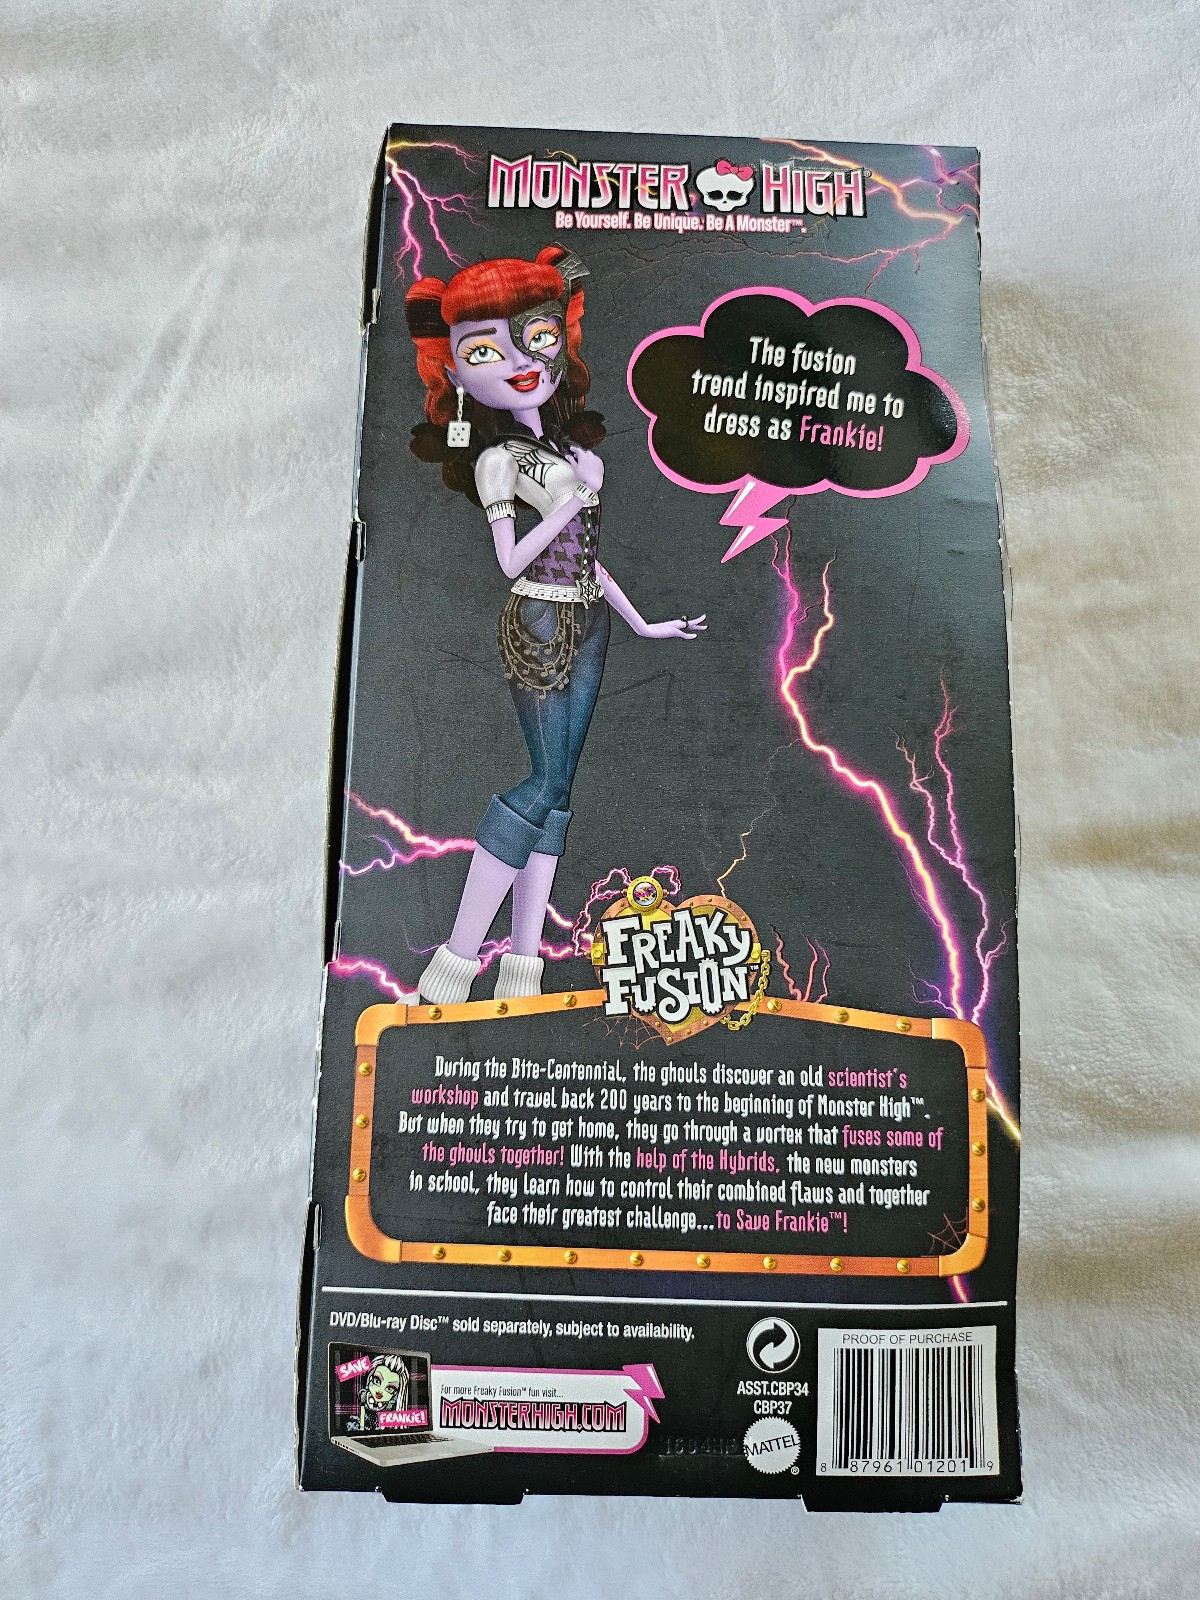 MONSTER HIGH®
Be Yourself. Be Unique. Be A Monster™.
The fusion
trend inspired me to
dress as Frankie!
FREAKY
FUSION™
During the Bite-Centennial, the ghouls discover an old scientist's
workshop and travel back 200 years to the beginning of Monster High™.
But when they try to get home, they go through a vortex that fuses some of
the ghouls together! With the help of the Hybrids, the new monsters
in school, they learn how to control their combined flaws and together
face their greatest challenge...to Save Frankie™!
DVD/Blu-ray Disc™ sold separately, subject to availability.
SAVE
FRANKIE!
For more Freaky Fusion™ fun visit...
MONSTERHIGH.COM
ASST.CBP34
CBP37
MATTEL
®
PROOF OF PURCHASE
8 87961 01201 9